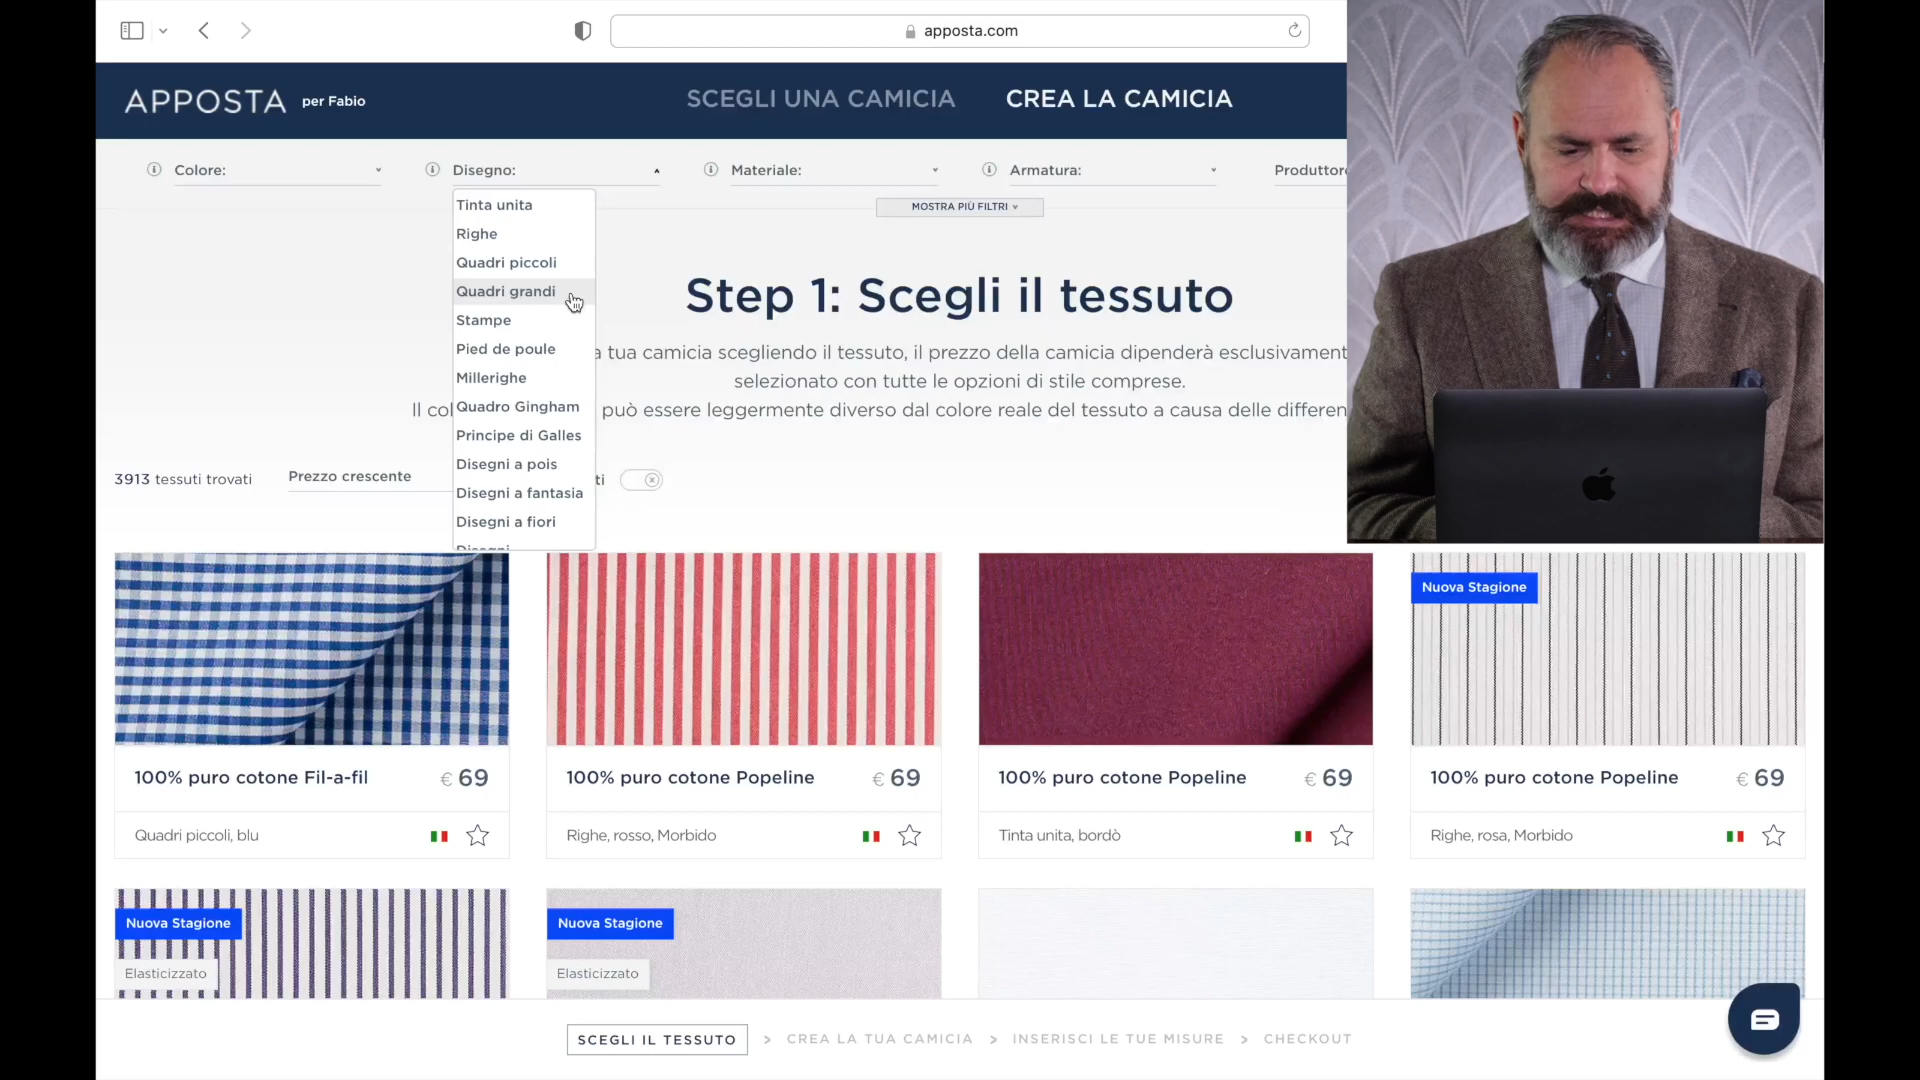 apposta.com
APPOSTA per Fabio
SCEGLI UNA CAMICIA
CREA LA CAMICIA
Colore:
Disegno:
Materiale:
Armatura:
MOSTRA PIÙ FILTRI
Tinta unita
Righe
Quadri piccoli
Quadri grandi
Stampe
Pied de poule
Millerighe
Quadro Gingham
Principe di Galles
Disegni a pois
Disegni a fantasia
Disegni a fiori
Step 1: Scegli il tessuto
a tua camicia scegliendo il tessuto, il prezzo della camicia dipenderà
selezionato con tutte le opzioni di stile comprese.
Il può essere leggermente diverso dal colore reale del tessuto a causa delle
3913 tessuti trovati
Prezzo crescente
Nuova Stagione
100% puro cotone Fil-a-fil € 69
100% puro cotone Popeline € 69
100% puro cotone Popeline € 69
100% puro cotone Popeline € 69
Quadri piccoli, blu
Righe, rosso, Morbido
Tinta unita, bordò
Righe, rosa, Morbido
Nuova Stagione
Nuova Stagione
Elasticizzato
Elasticizzato
SCEGLI IL TESSUTO > CREA LA TUA CAMICIA > INSERISCI LE TUE MISURE > CHECKOUT